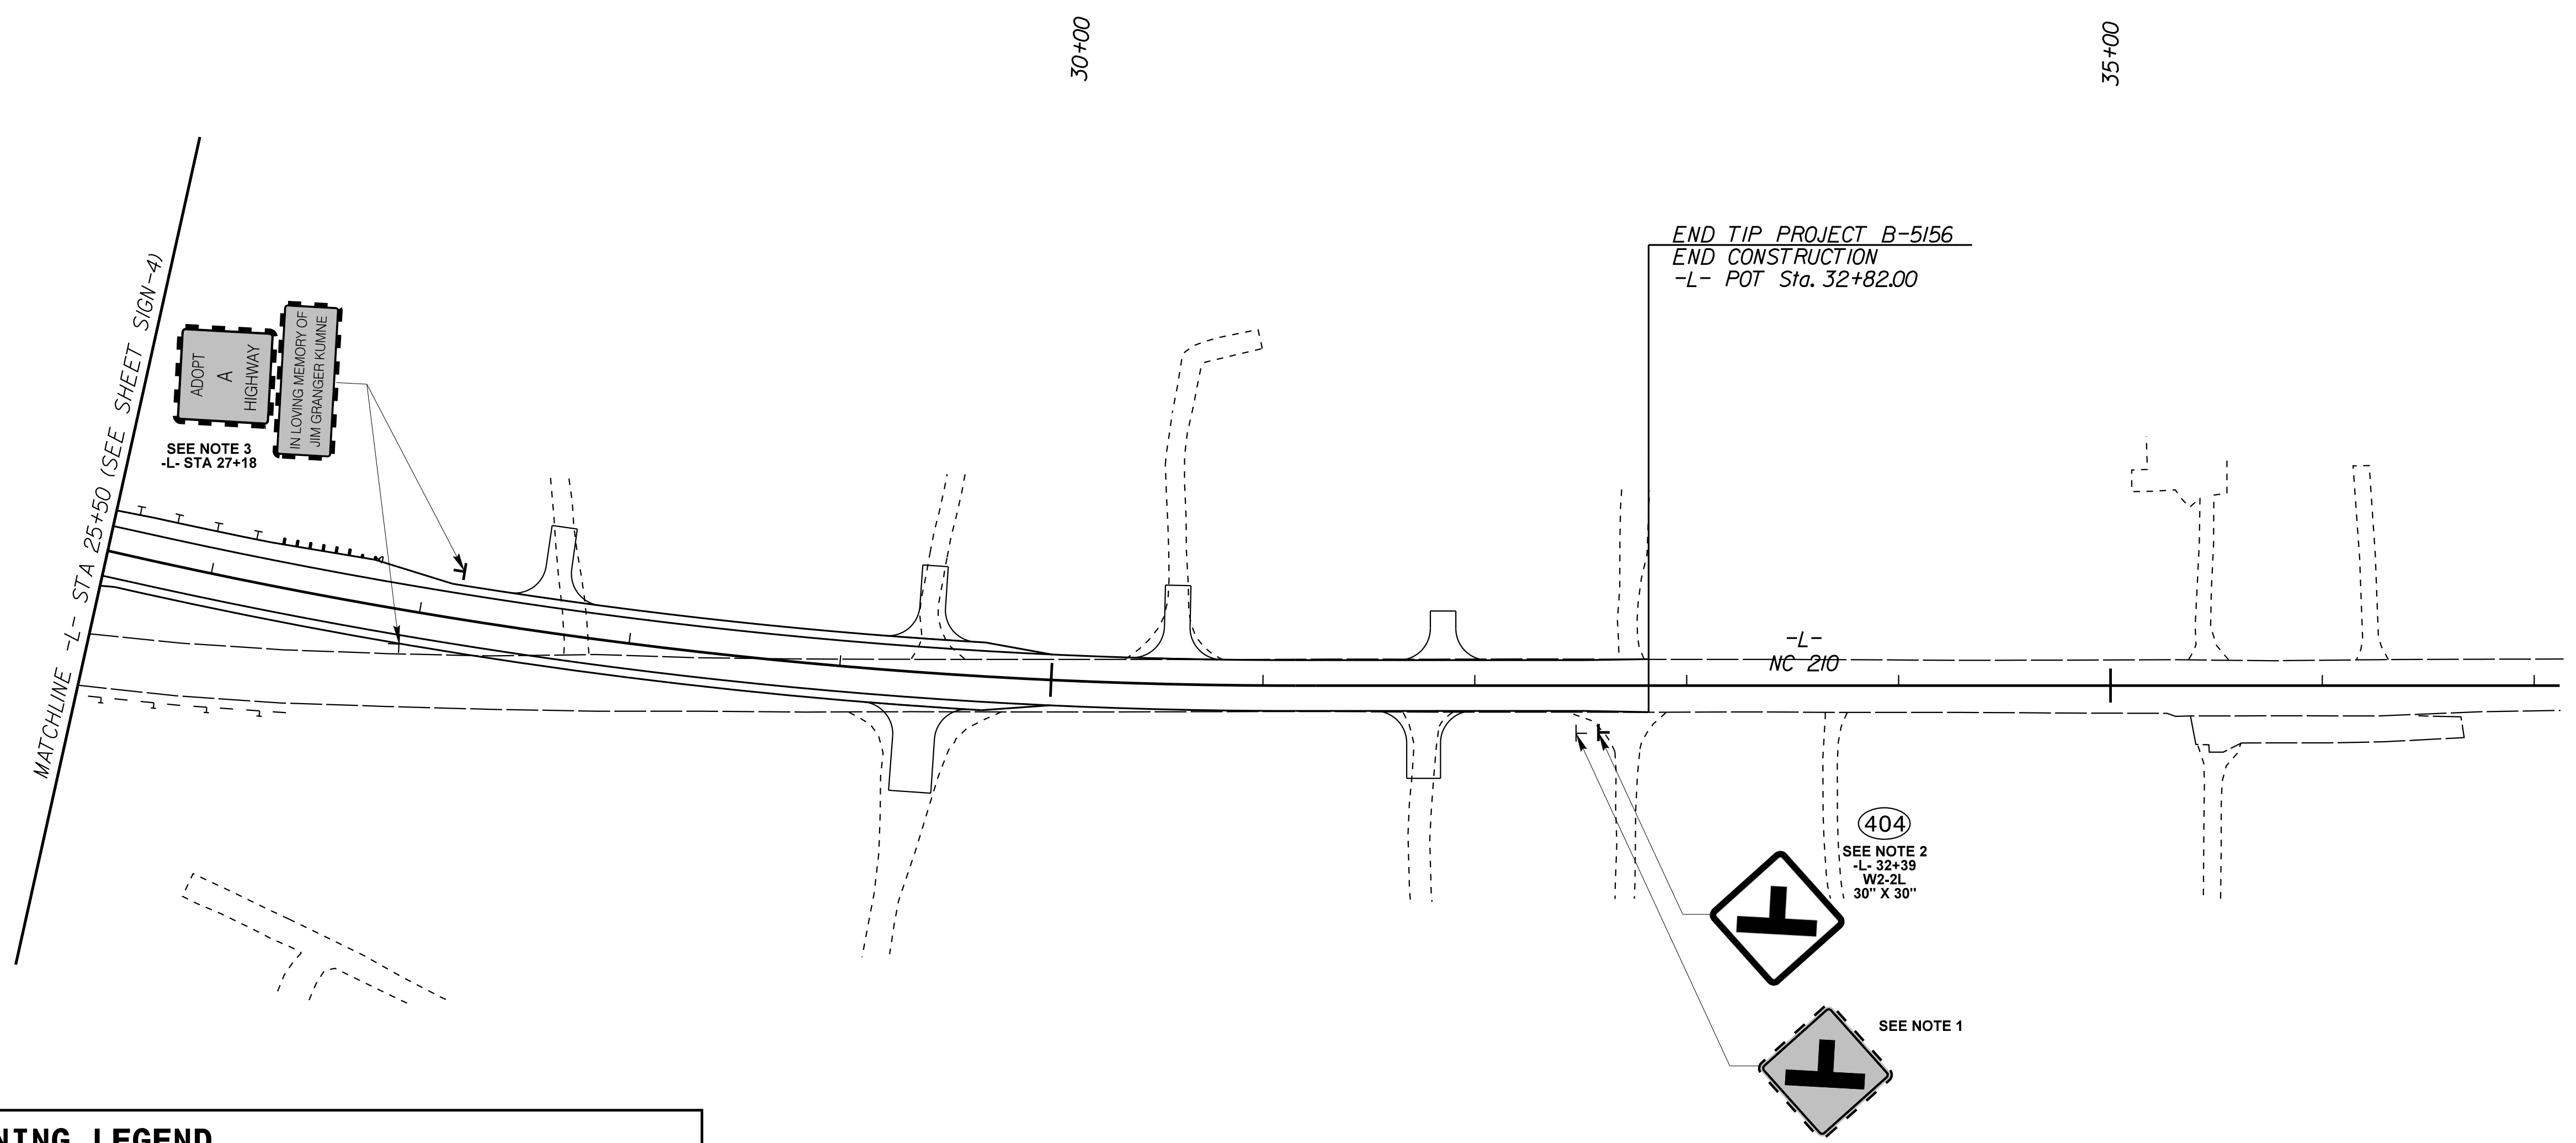 30+00
35+00
END TIP PROJECT B-5156
END CONSTRUCTION
-L- POT Sta. 32+82.00
MATCHLINE -L- STA 25+50 (SEE SHEET SIGN-4)
ADOPT
A
HIGHWAY
IN LOVING MEMORY OF
JIM GRANGER KUMNE
SEE NOTE 3
-L- STA 27+18
-L-
NC 210
404
SEE NOTE 2
-L- 32+39
W2-2L
30" X 30"
SEE NOTE 1
NING LEGEND